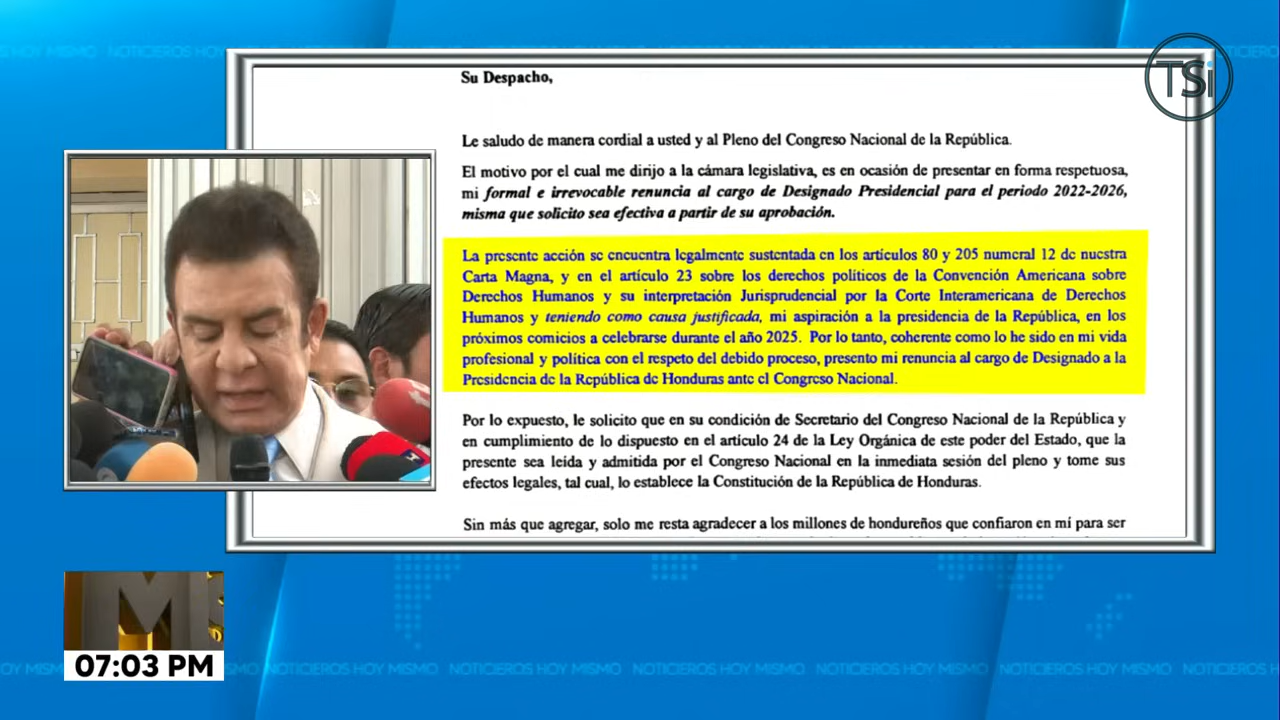 TSi
Su Despacho,
Le saludo de manera cordial a usted y al Pleno del Congreso Nacional de la República.
El motivo por el cual me dirijo a la cámara legislativa, es en ocasión de presentar en forma respetuosa,
mi formal e irrevocable renuncia al cargo de Designado Presidencial para el periodo 2022-2026,
misma que solicito sea efectiva a partir de su aprobación.
La presente acción se encuentra legalmente sustentada en los artículos 80 y 205 numeral 12 de nuestra
Carta Magna, y en el artículo 23 sobre los derechos políticos de la Convención Americana sobre
Derechos Humanos y su interpretación Jurisprudencial por la Corte Interamericana de Derechos
Humanos y teniendo como causa justificada, mi aspiración a la presidencia de la República, en los
próximos comicios a celebrarse durante el año 2025. Por lo tanto, coherente como lo he sido en mi vida
profesional y política con el respeto del debido proceso, presento mi renuncia al cargo de Designado a la
Presidencia de la República de Honduras ante el Congreso Nacional.
Por lo expuesto, le solicito que en su condición de Secretario del Congreso Nacional de la República y
en cumplimiento de lo dispuesto en el artículo 24 de la Ley Orgánica de este poder del Estado, que la
presente sea leída y admitida por el Congreso Nacional en la inmediata sesión del pleno y tome sus
efectos legales, tal cual, lo establece la Constitución de la República de Honduras.
Sin más que agregar, solo me resta agradecer a los millones de hondureños que confiaron en mí para ser
M
07:03 PM
HOY MISMO NOTICIEROS HOY MISMO NOTICIEROS HOY MISMO NOTICIEROS HOY MISMO